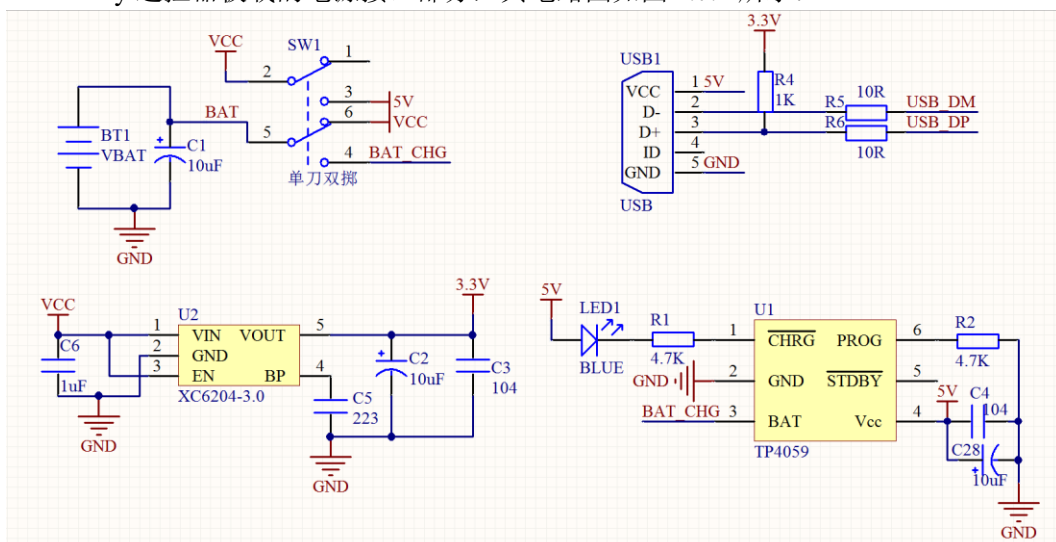 VCC
SW1
1
2
3
5V
6
VCC
BAT
5
4
BAT_CHG
单刀双掷
BT1
VBAT
C1
10uF
GND
3.3V
USB1
R4
1K
VCC
1
5V
D-
2
R5
10R
USB_DM
D+
3
R6
10R
USB_DP
ID
4
GND
5
GND
USB
VCC
U2
3.3V
1
VIN
VOUT
5
2
GND
3
EN
BP
4
XC6204-3.0
C6
1uF
GND
C2
10uF
C3
104
C5
223
GND
5V
LED1
BLUE
R1
4.7K
U1
1
CHRG
PROG
6
R2
4.7K
GND
2
GND
STDBY
5
BAT_CHG
3
BAT
Vcc
4
TP4059
5V
C4
104
C28
10uF
GND